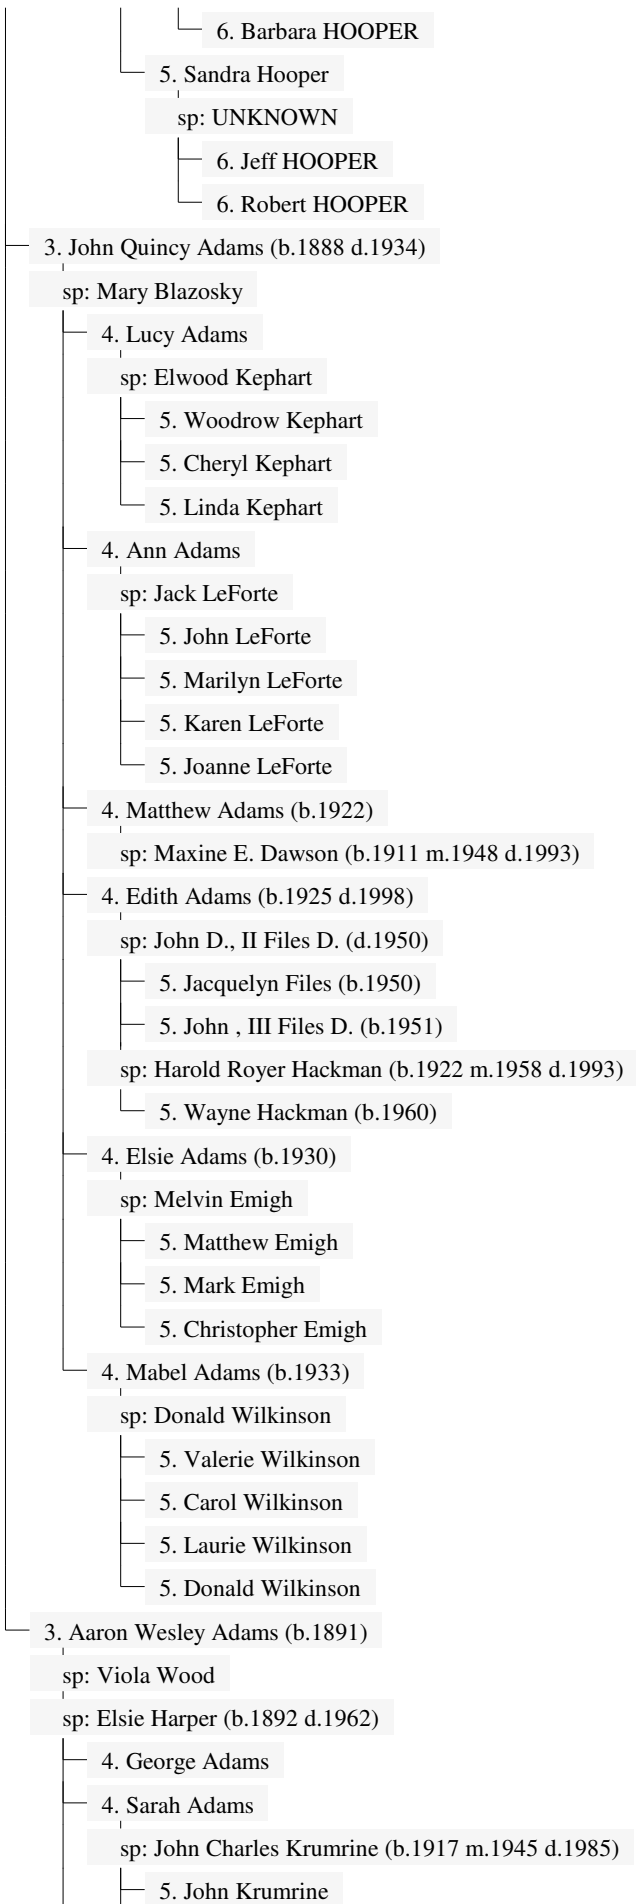 6. Barbara HOOPER
5. Sandra Hooper
sp: UNKNOWN
6. Jeff HOOPER
6. Robert HOOPER
3. John Quincy Adams (b.1888 d.1934)
sp: Mary Blazosky
4. Lucy Adams
sp: Elwood Kephart
5. Woodrow Kephart
5. Cheryl Kephart
5. Linda Kephart
4. Ann Adams
sp: Jack LeForte
5. John LeForte
5. Marilyn LeForte
5. Karen LeForte
5. Joanne LeForte
4. Matthew Adams (b.1922)
sp: Maxine E. Dawson (b.1911 m.1948 d.1993)
4. Edith Adams (b.1925 d.1998)
sp: John D., II Files D. (d.1950)
5. Jacquelyn Files (b.1950)
5. John , III Files D. (b.1951)
sp: Harold Royer Hackman (b.1922 m.1958 d.1993)
5. Wayne Hackman (b.1960)
4. Elsie Adams (b.1930)
sp: Melvin Emigh
5. Matthew Emigh
5. Mark Emigh
5. Christopher Emigh
4. Mabel Adams (b.1933)
sp: Donald Wilkinson
5. Valerie Wilkinson
5. Carol Wilkinson
5. Laurie Wilkinson
5. Donald Wilkinson
3. Aaron Wesley Adams (b.1891)
sp: Viola Wood
sp: Elsie Harper (b.1892 d.1962)
4. George Adams
4. Sarah Adams
sp: John Charles Krumrine (b.1917 m.1945 d.1985)
5. John Krumrine